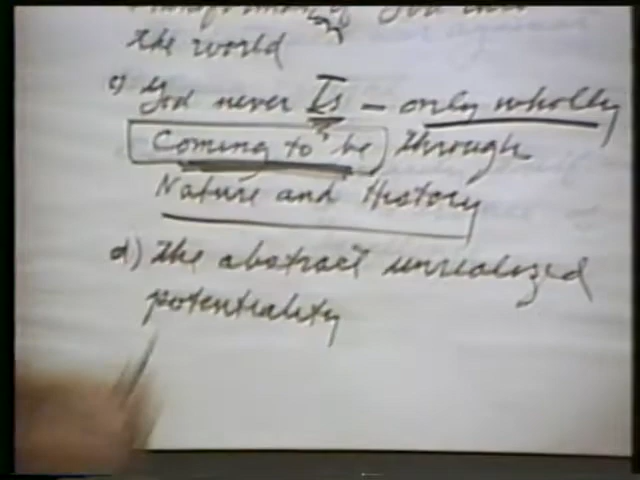 the world
c) God never Is – only wholly
Coming to be) through
Nature and History
d) the abstract unrealized
potentiality